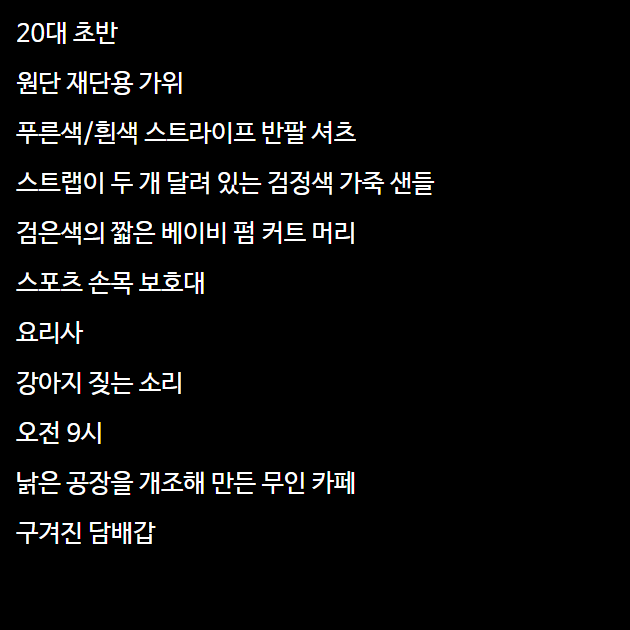 20대 초반
원단 재단용 가위
푸른색/흰색 스트라이프 반팔 셔츠
스트랩이 두 개 달려 있는 검정색 가죽 샌들
검은색의 짧은 베이비 펌 커트 머리
스포츠 손목 보호대
요리사
강아지 짖는 소리
오전 9시
낡은 공장을 개조해 만든 무인 카페
구겨진 담배갑